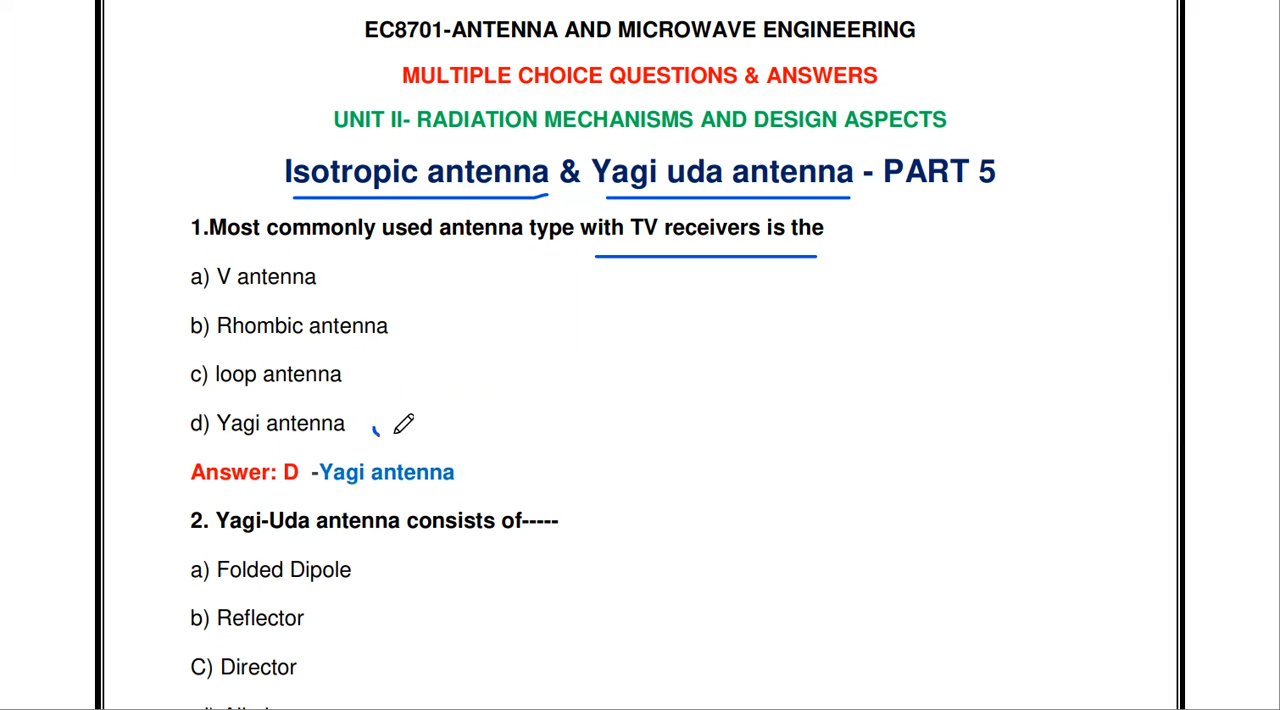 EC8701-ANTENNA AND MICROWAVE ENGINEERING
MULTIPLE CHOICE QUESTIONS & ANSWERS
UNIT II- RADIATION MECHANISMS AND DESIGN ASPECTS
Isotropic antenna & Yagi uda antenna - PART 5
1.Most commonly used antenna type with TV receivers is the
a) V antenna
b) Rhombic antenna
c) loop antenna
d) Yagi antenna
Answer: D -Yagi antenna
2. Yagi-Uda antenna consists of-----
a) Folded Dipole
b) Reflector
C) Director